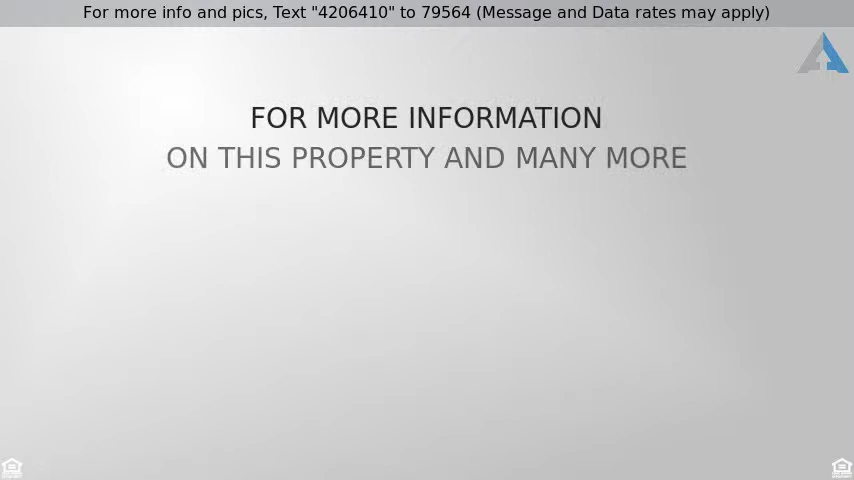 For more info and pics, Text "4206410" to 79564 (Message and Data rates may apply)
FOR MORE INFORMATION
ON THIS PROPERTY AND MANY MORE